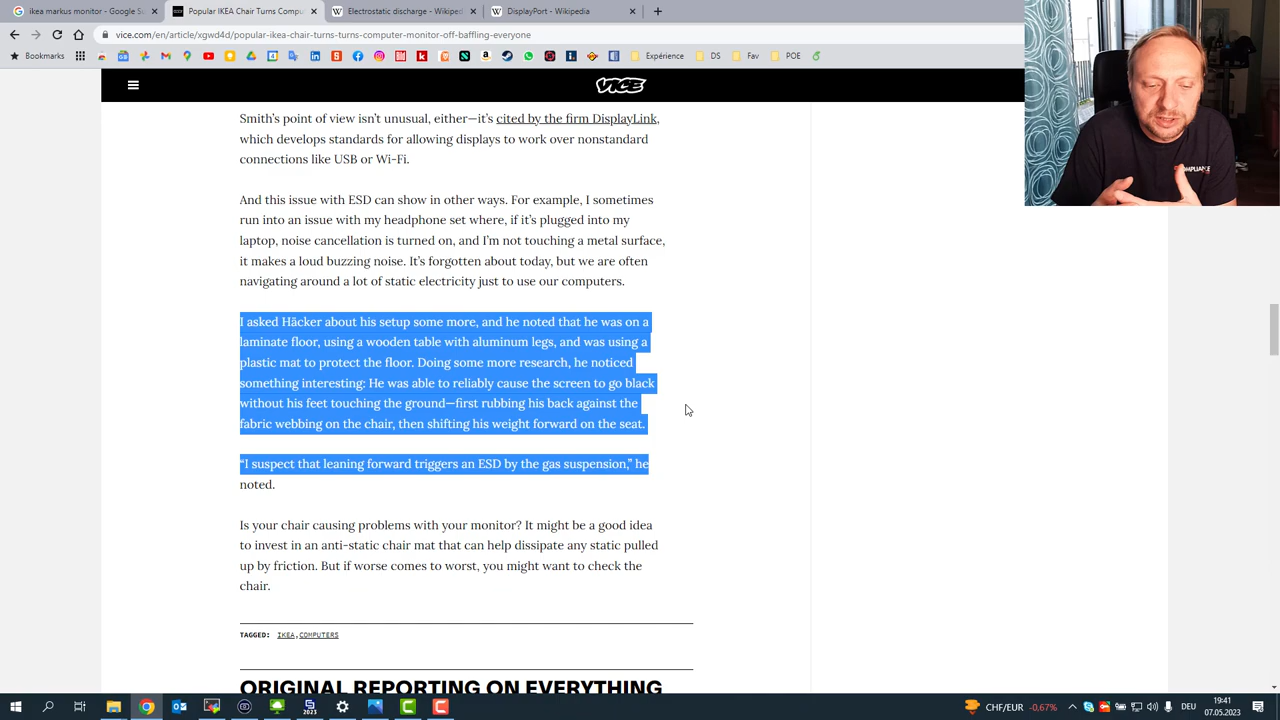 ikea markus monitor - Google Su
Popular IKEA Chair Turns Compu
Electrostatic discharge - Wikiped
DisplayPort - Wikipedia
vice.com/en/article/xgwd4d/popular-ikea-chair-turns-turns-computer-monitor-off-baffling-everyone
Bookmarks
Expérience
DS
Fav
POE
VICE
Smith’s point of view isn’t unusual, either—it’s cited by the firm DisplayLink,
which develops standards for allowing displays to work over nonstandard
connections like USB or Wi-Fi.
And this issue with ESD can show in other ways. For example, I sometimes
run into an issue with my headphone set where, if it’s plugged into my
laptop, noise cancellation is turned on, and I’m not touching a metal surface,
it makes a loud buzzing noise. It’s forgotten about today, but we are often
navigating around a lot of static electricity just to use our computers.
I asked Häcker about his setup some more, and he noted that he was on a
laminate floor, using a wooden table with aluminum legs, and was using a
plastic mat to protect the floor. Doing some more research, he noticed
something interesting: He was able to reliably cause the screen to go black
without his feet touching the ground—first rubbing his back against the
fabric webbing on the chair, then shifting his weight forward on the seat.
“I suspect that leaning forward triggers an ESD by the gas suspension,” he
noted.
Is your chair causing problems with your monitor? It might be a good idea
to invest in an anti-static chair mat that can help dissipate any static pulled
up by friction. But if worse comes to worst, you might want to check the
chair.
TAGGED: IKEA, COMPUTERS
ORIGINAL REPORTING ON EVERYTHING
CHF/EUR -0,67%
DEU
19:41
07.05.2023